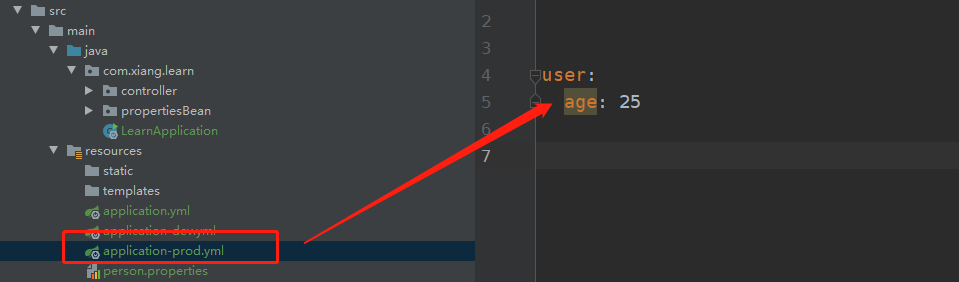 src
main
java
com.xiang.learn
controller
propertiesBean
LearnApplication
resources
static
templates
application.yml
application-dev.yml
application-prod.yml
person.properties
2
3
4 user:
5 age: 25
6
7